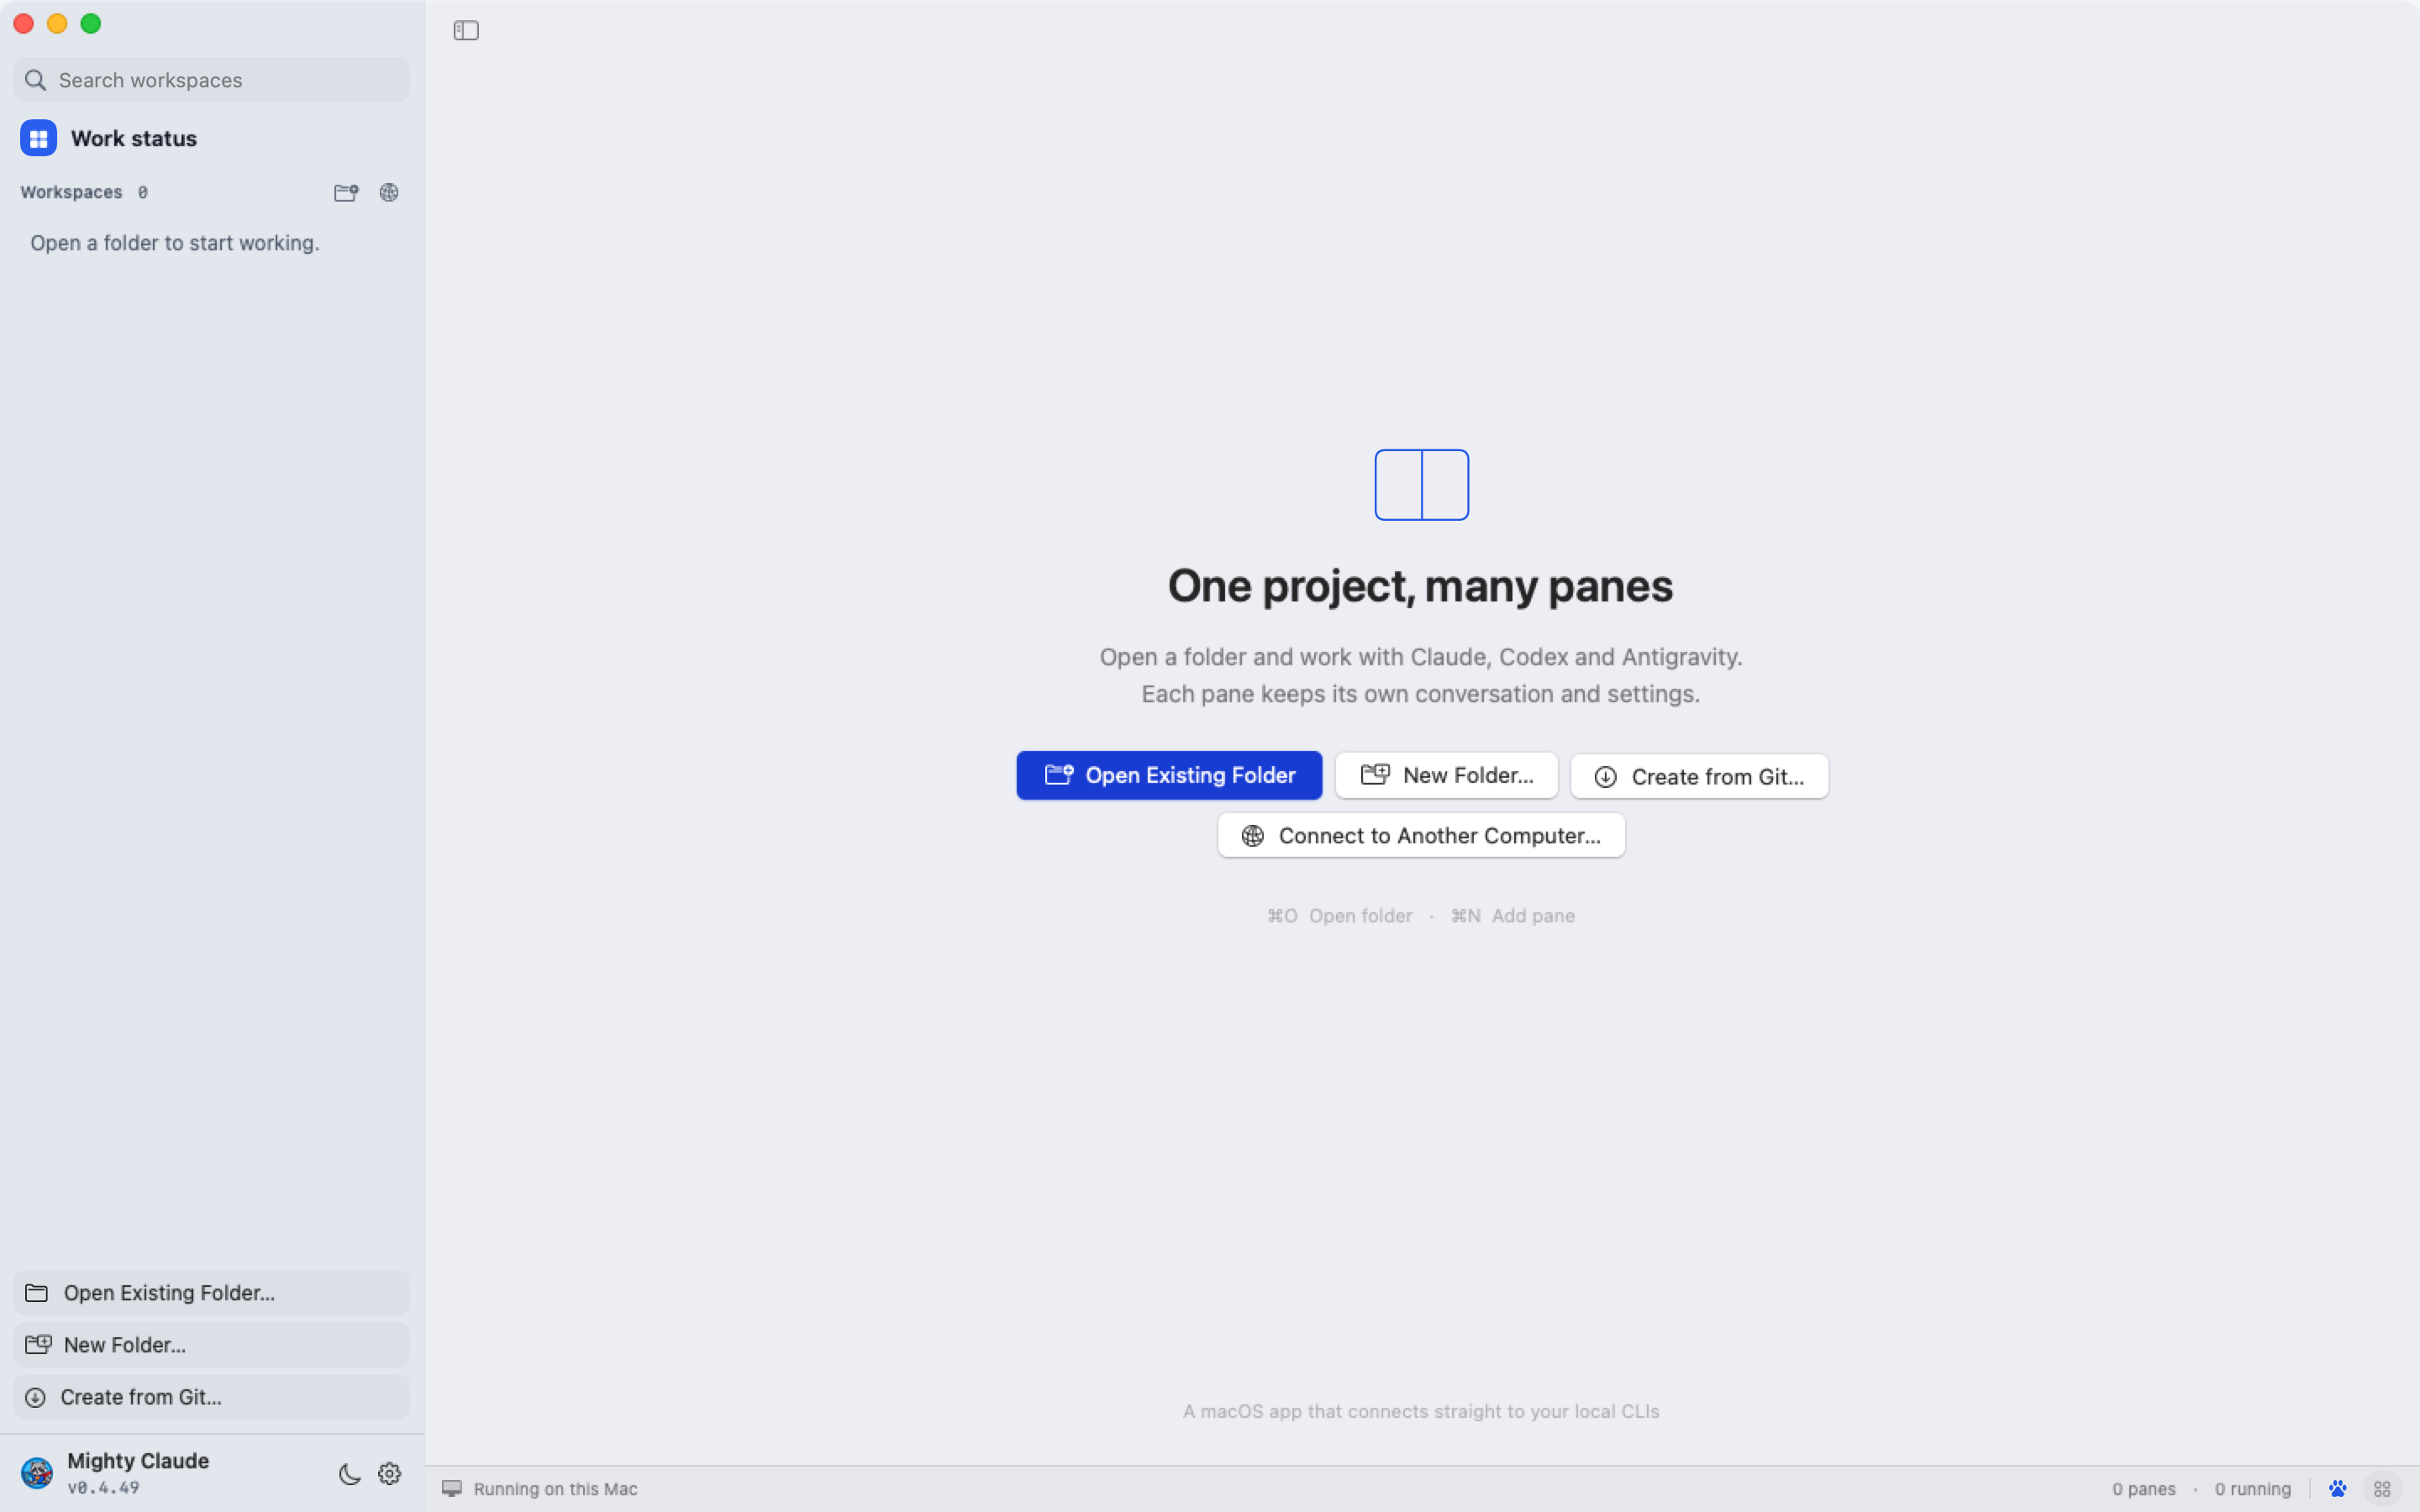 Search workspaces
Work status
Workspaces 0
Open a folder to start working.
One project, many panes
Open a folder and work with Claude, Codex and Antigravity.
Each pane keeps its own conversation and settings.
Open Existing Folder
New Folder...
Create from Git...
Connect to Another Computer...
⌘O Open folder · ⌘N Add pane
Open Existing Folder...
New Folder...
Create from Git...
A macOS app that connects straight to your local CLIs
Mighty Claude
v0.4.49
Running on this Mac
0 panes · 0 running